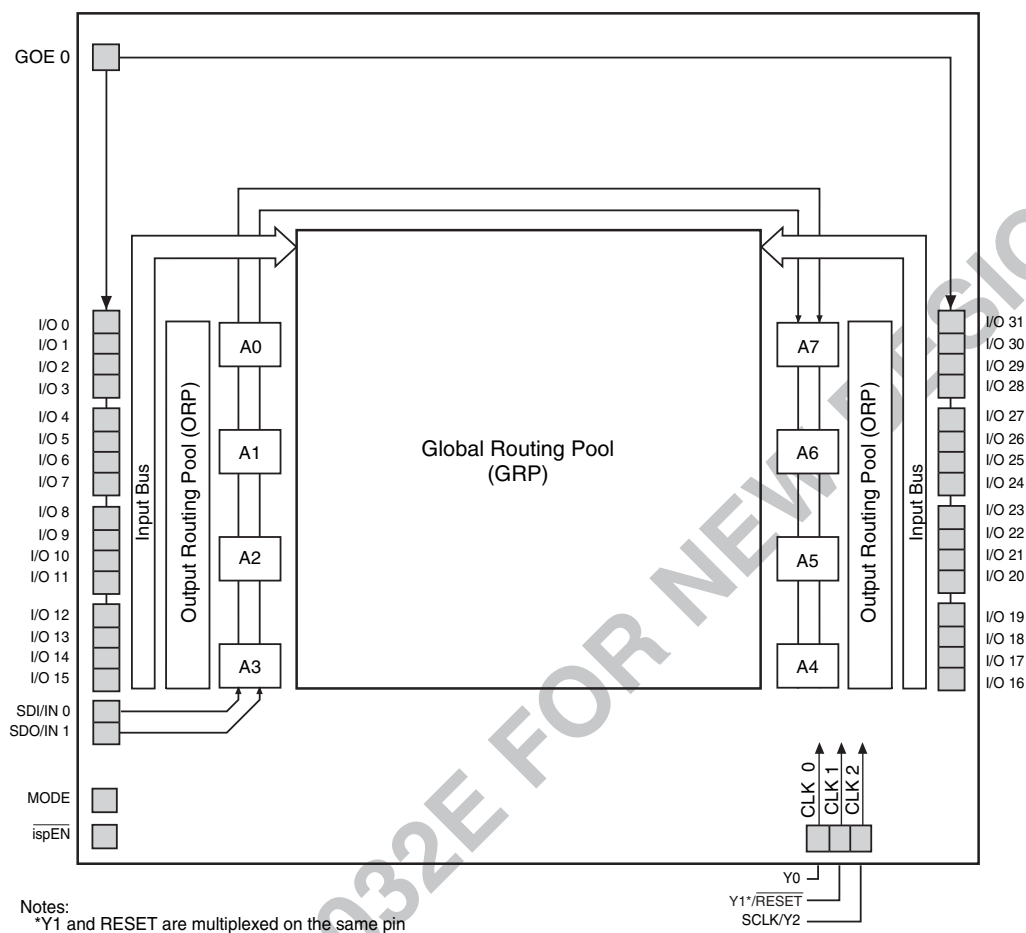 GOE 0
I/O 0
I/O 1
I/O 2
I/O 3
I/O 4
I/O 5
I/O 6
I/O 7
I/O 8
I/O 9
I/O 10
I/O 11
I/O 12
I/O 13
I/O 14
I/O 15
SDI/IN 0
SDO/IN 1
MODE
ispEN
Input Bus
Output Routing Pool (ORP)
A0
A1
A2
A3
Global Routing Pool
(GRP)
A7
A6
A5
A4
Output Routing Pool (ORP)
Input Bus
I/O 31
I/O 30
I/O 29
I/O 28
I/O 27
I/O 26
I/O 25
I/O 24
I/O 23
I/O 22
I/O 21
I/O 20
I/O 19
I/O 18
I/O 17
I/O 16
CLK 0
CLK 1
CLK 2
Y0
Y1*/RESET
SCLK/Y2
Notes:
*Y1 and RESET are multiplexed on the same pin
032E FOR NEW DESIG